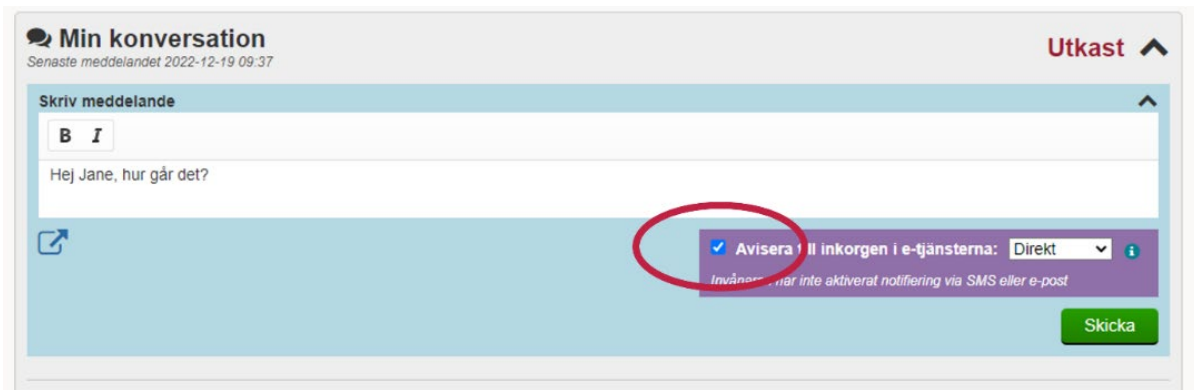 Min konversation
Utkast
Senaste meddelandet 2022-12-19 09:37
Skriv meddelande
B I
Hej Jane, hur går det?
Avisera till inkorgen i e-tjänsterna: Direkt
Invånaren har inte aktiverat notifiering via SMS eller e-post
Skicka